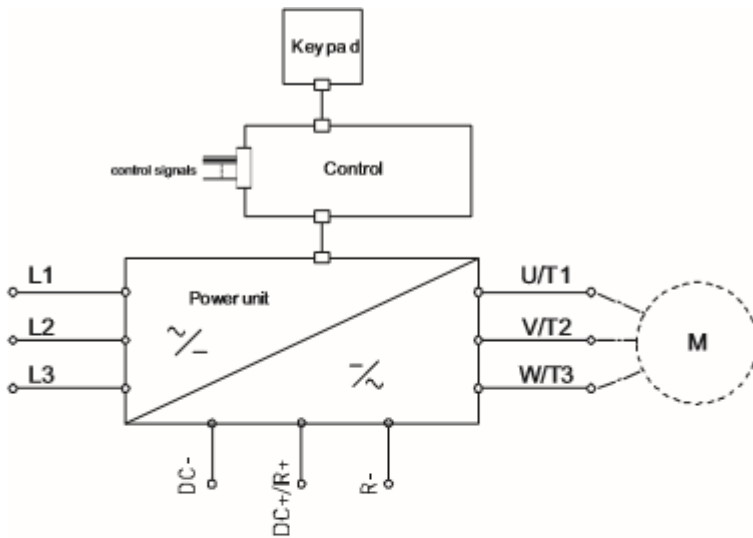 Keypad
control signals
Control
L1
L2
L3
Power unit
U/T1
V/T2
W/T3
M
DC-
DC+/R+
R-